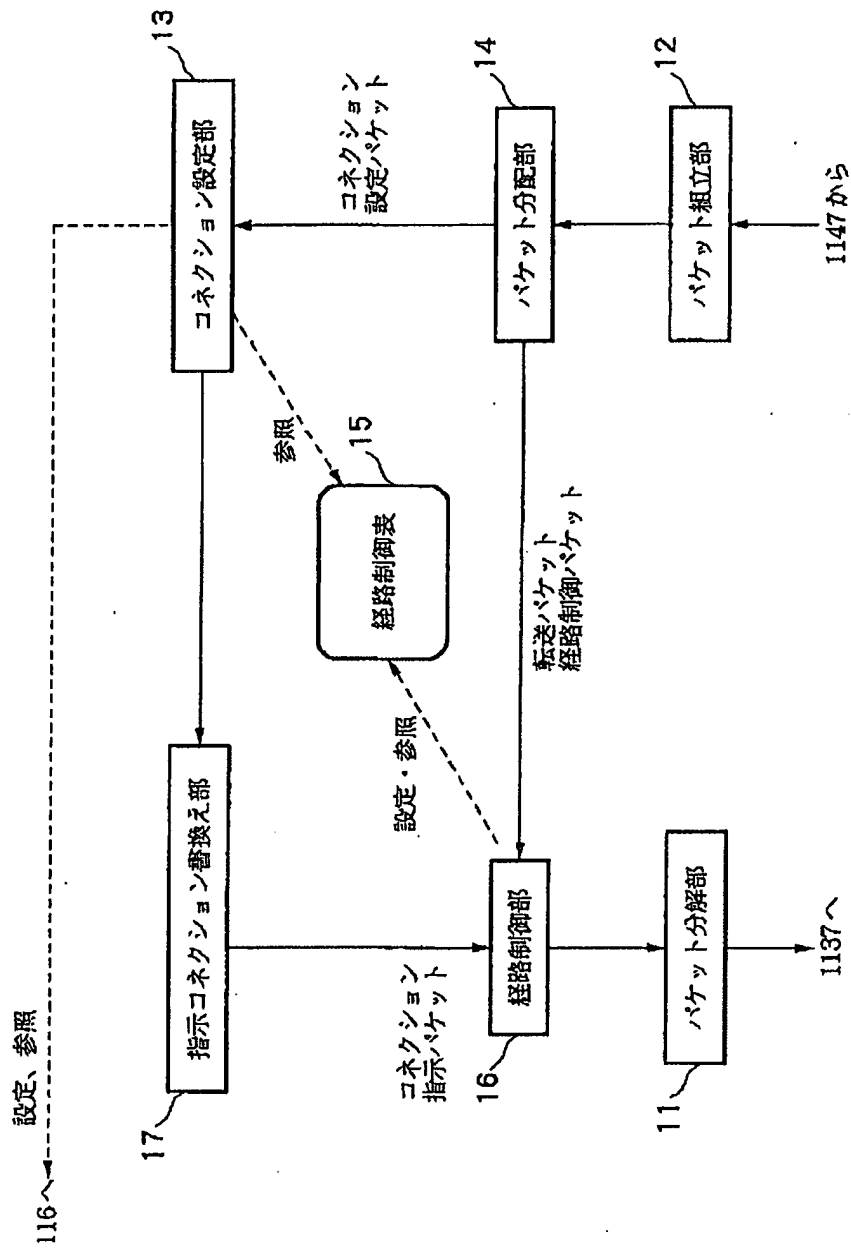 設定、参照
116へ
17
指示コネクション替換え部
コネクション設定部
13
参照
15
経路制御表
設定・参照
コネクション
設定パケット
コネクション
指示パケット
16
経路制御部
転送パケット
経路制御パケット
パケット分配部
14
11
パケット分解部
パケット組立部
12
1137へ
1147から